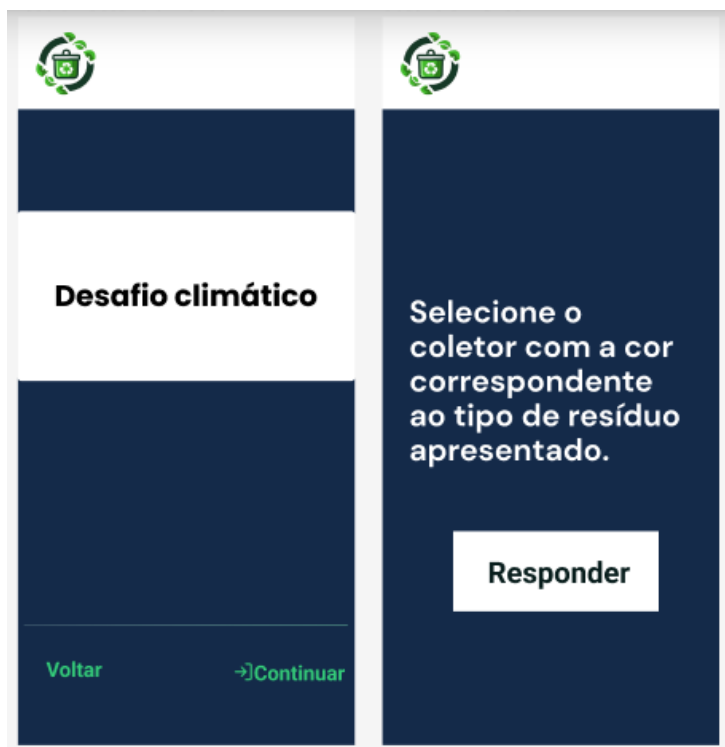 Desafio climático
Voltar
Continuar
Selecione o
coletor com a cor
correspondente
ao tipo de resíduo
apresentado.
Responder